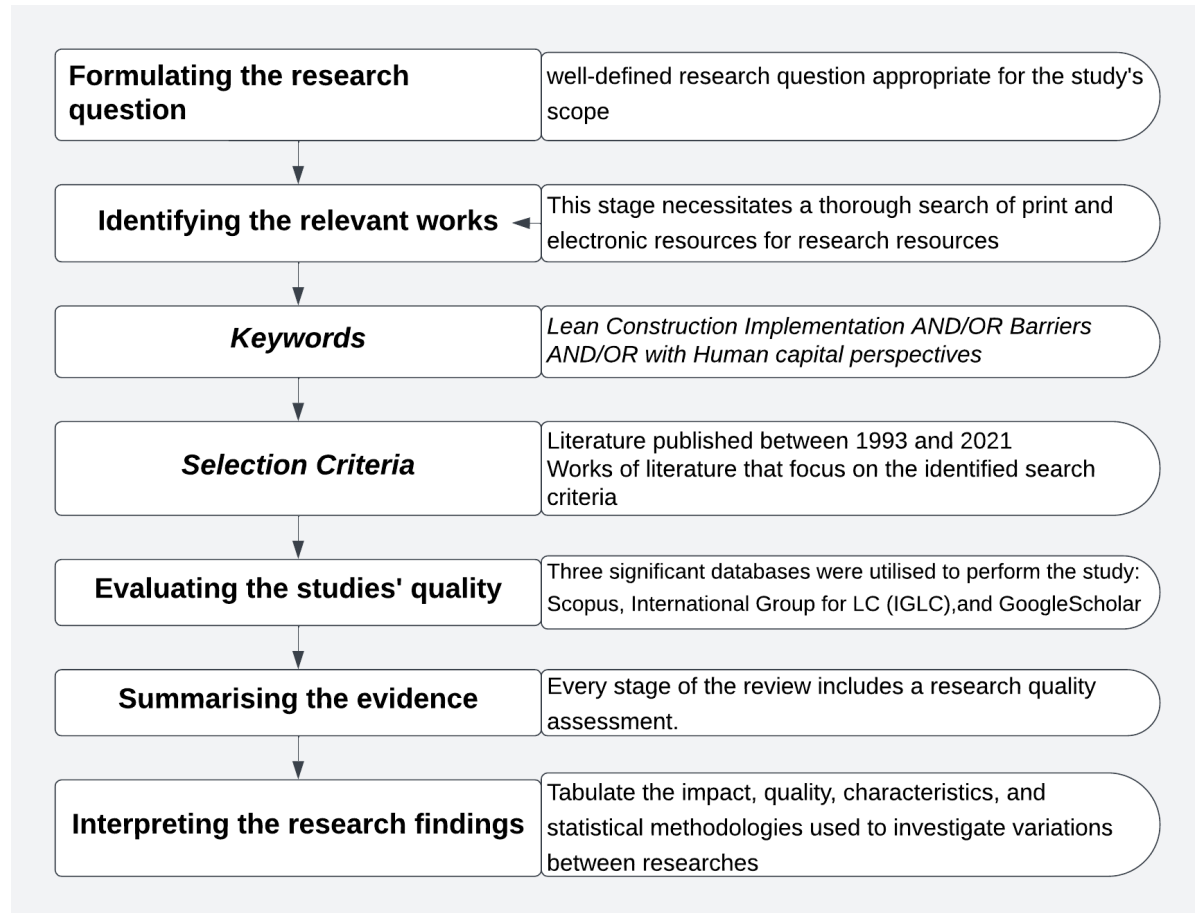 Formulating the research
question
well-defined research question appropriate for the study's
scope
Identifying the relevant works
This stage necessitates a thorough search of print and
electronic resources for research resources
Keywords
Lean Construction Implementation AND/OR Barriers
AND/OR with Human capital perspectives
Selection Criteria
Literature published between 1993 and 2021
Works of literature that focus on the identified search
criteria
Evaluating the studies' quality
Three significant databases were utilised to perform the study:
Scopus, International Group for LC (IGLC),and GoogleScholar
Summarising the evidence
Every stage of the review includes a research quality
assessment.
Interpreting the research findings
Tabulate the impact, quality, characteristics, and
statistical methodologies used to investigate variations
between researches